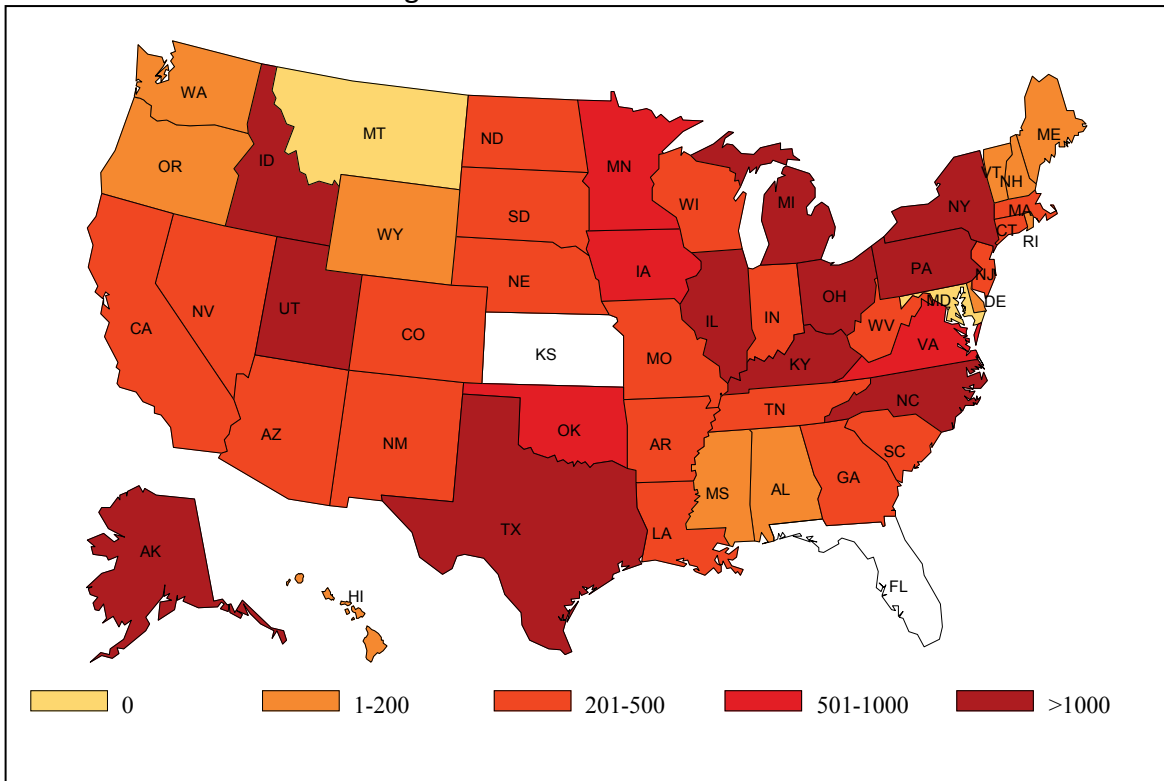 WA
MT
ND
ME
OR
ID
MN
VT
NH
SD
WI
MI
NY
MA
WY
CT
RI
IA
PA
NE
NJ
UT
OH
MD
DE
NV
CA
CO
IL
IN
WV
KS
MO
KY
VA
NC
AZ
NM
OK
AR
TN
SC
GA
MS
AL
TX
LA
AK
HI
FL
0
1-200
201-500
501-1000
>1000